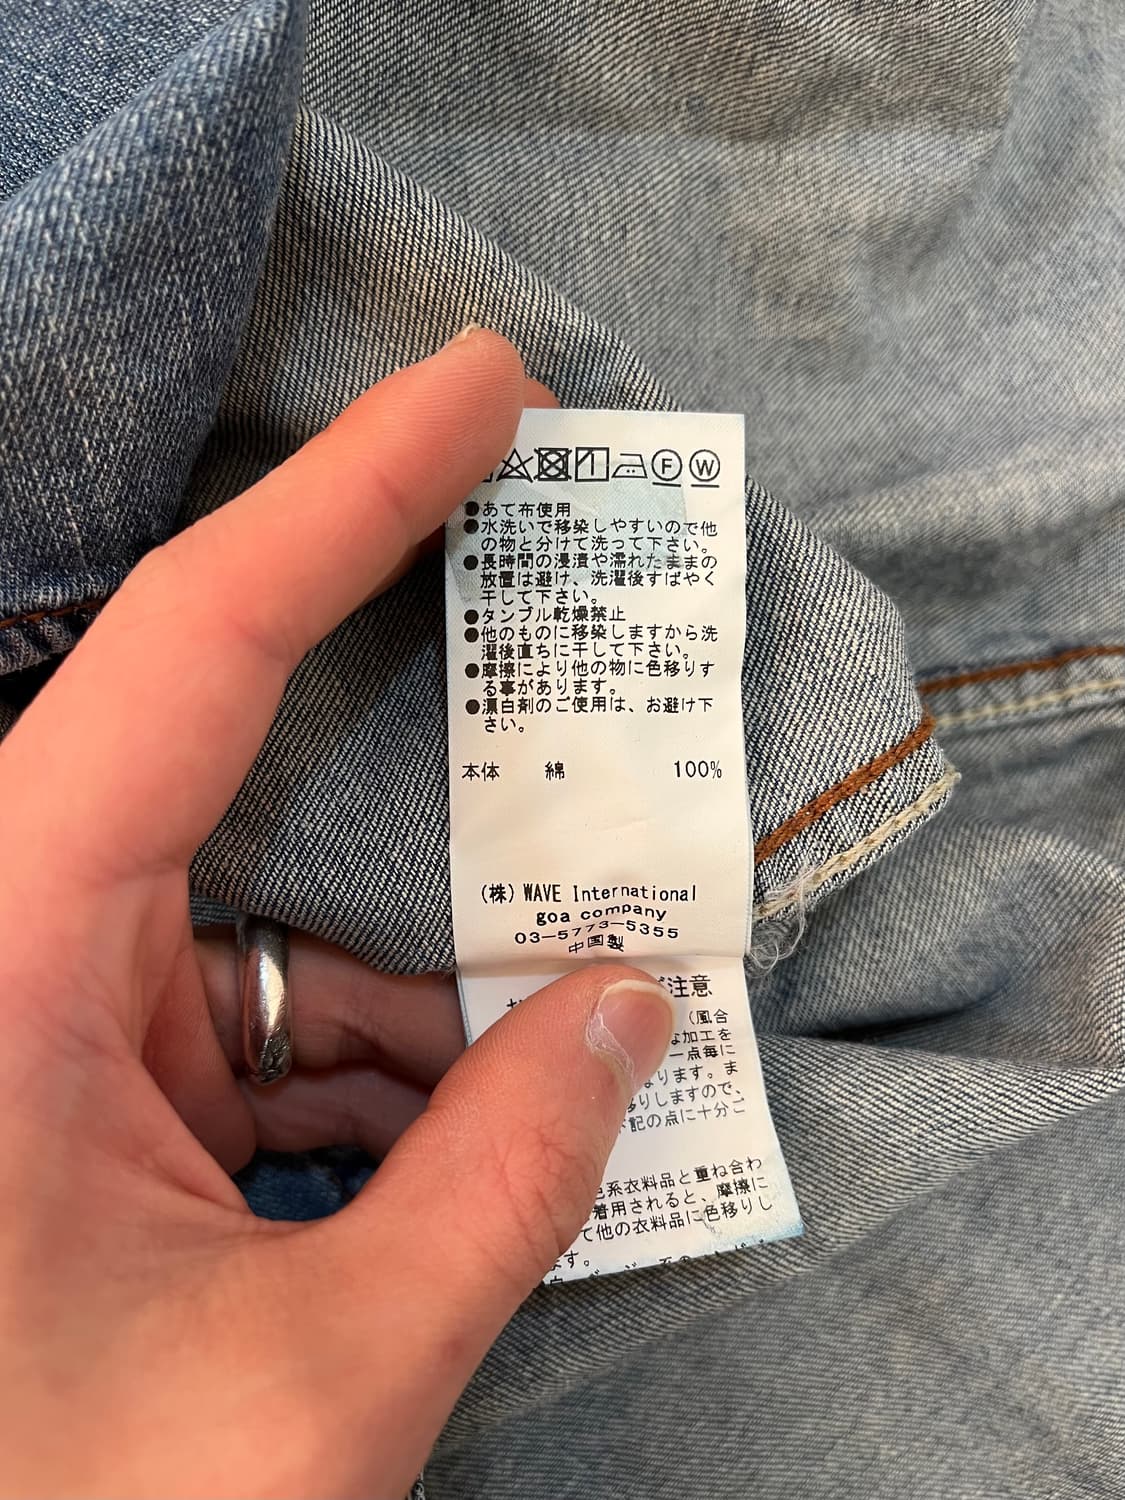 F W
●あて布使用
●水洗いで移染しやすいので他
の物と分けて洗って下さい。
●長時間の浸漬や濡れたままの
放置は避け、洗濯後すばやく
干して下さい。
●タンブル乾燥禁止
●他のものに移染しますから洗
濯後直ちに干して下さい。
●摩擦により他の物に色移りす
る事があります。
●漂白剤のご使用は、お避け下
さい。
本体 綿 100%
(株) WAVE International
goa company
03-5773-5355
中国製
注意
(風合
な加工を
一点毎に
ります。ま
りしますので、
記の点に十分ご
色系衣料品と重ね合わ
着用されると、摩擦に
て他の衣料品に色移りし
ます。